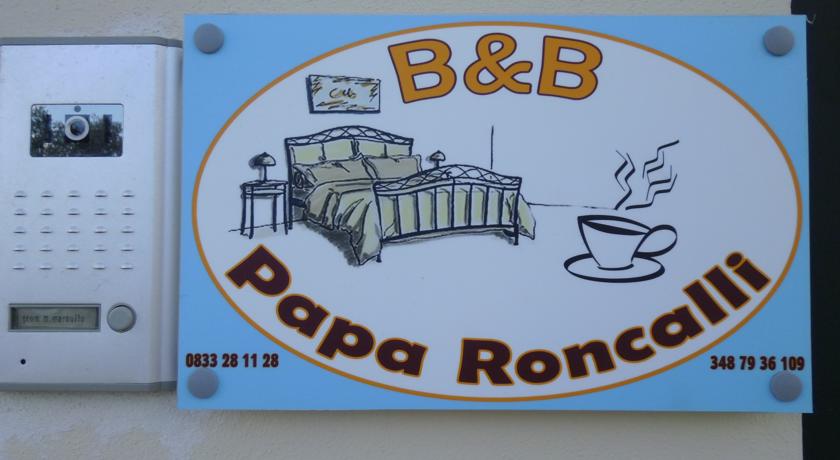 B&B
Papa Roncalli
0833 28 11 28
348 79 36 109